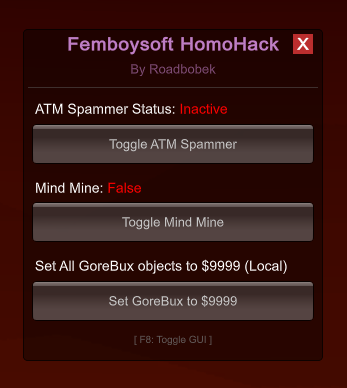 Femboysoft HomoHack X
By Roadbobek
ATM Spammer Status: Inactive
Toggle ATM Spammer
Mind Mine: False
Toggle Mind Mine
Set All GoreBux objects to $9999 (Local)
Set GoreBux to $9999
[ F8: Toggle GUI ]